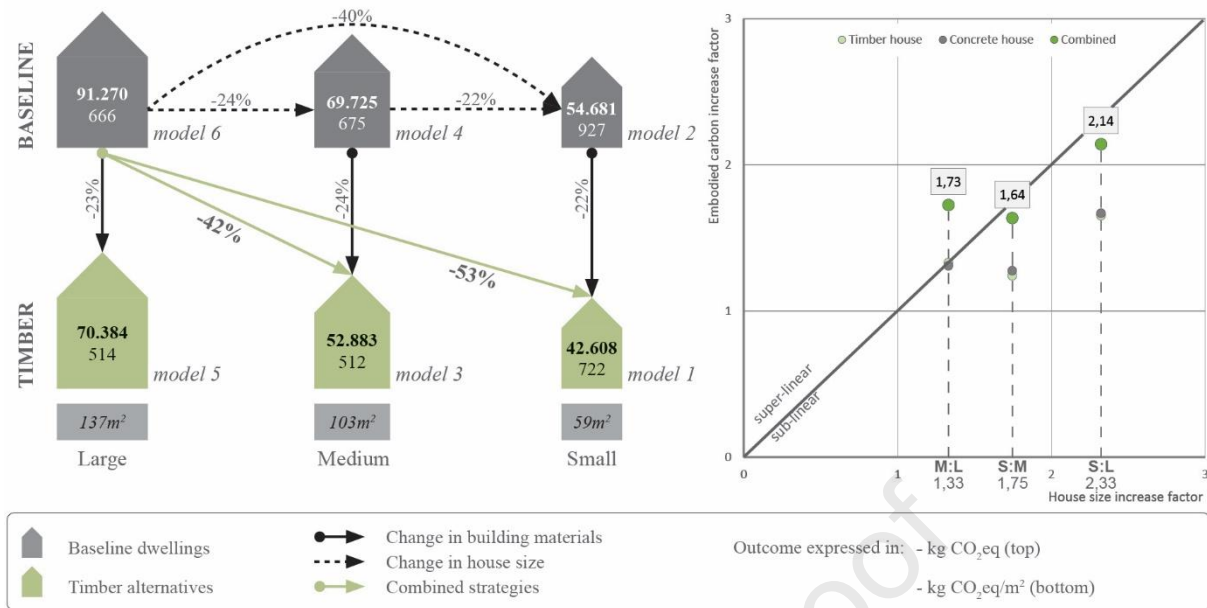 -40%
BASELINE
91.270
666
model 6
-24%
69.725
675
model 4
-22%
54.681
927
model 2
-23%
-42%
-24%
-53%
-22%
TIMBER
70.384
514
model 5
52.883
512
model 3
42.608
722
model 1
137m²
103m²
59m²
Large
Medium
Small
Embodied carbon increase factor
3
2
1
0
Timber house
Concrete house
Combined
1,73
1,64
2,14
super-linear
sub-linear
0
1
2
3
M:L
1,33
S:M
1,75
S:L
2,33
House size increase factor
Baseline dwellings
Timber alternatives
Change in building materials
Change in house size
Combined strategies
Outcome expressed in: - kg CO₂eq (top)
- kg CO₂eq/m² (bottom)
oof